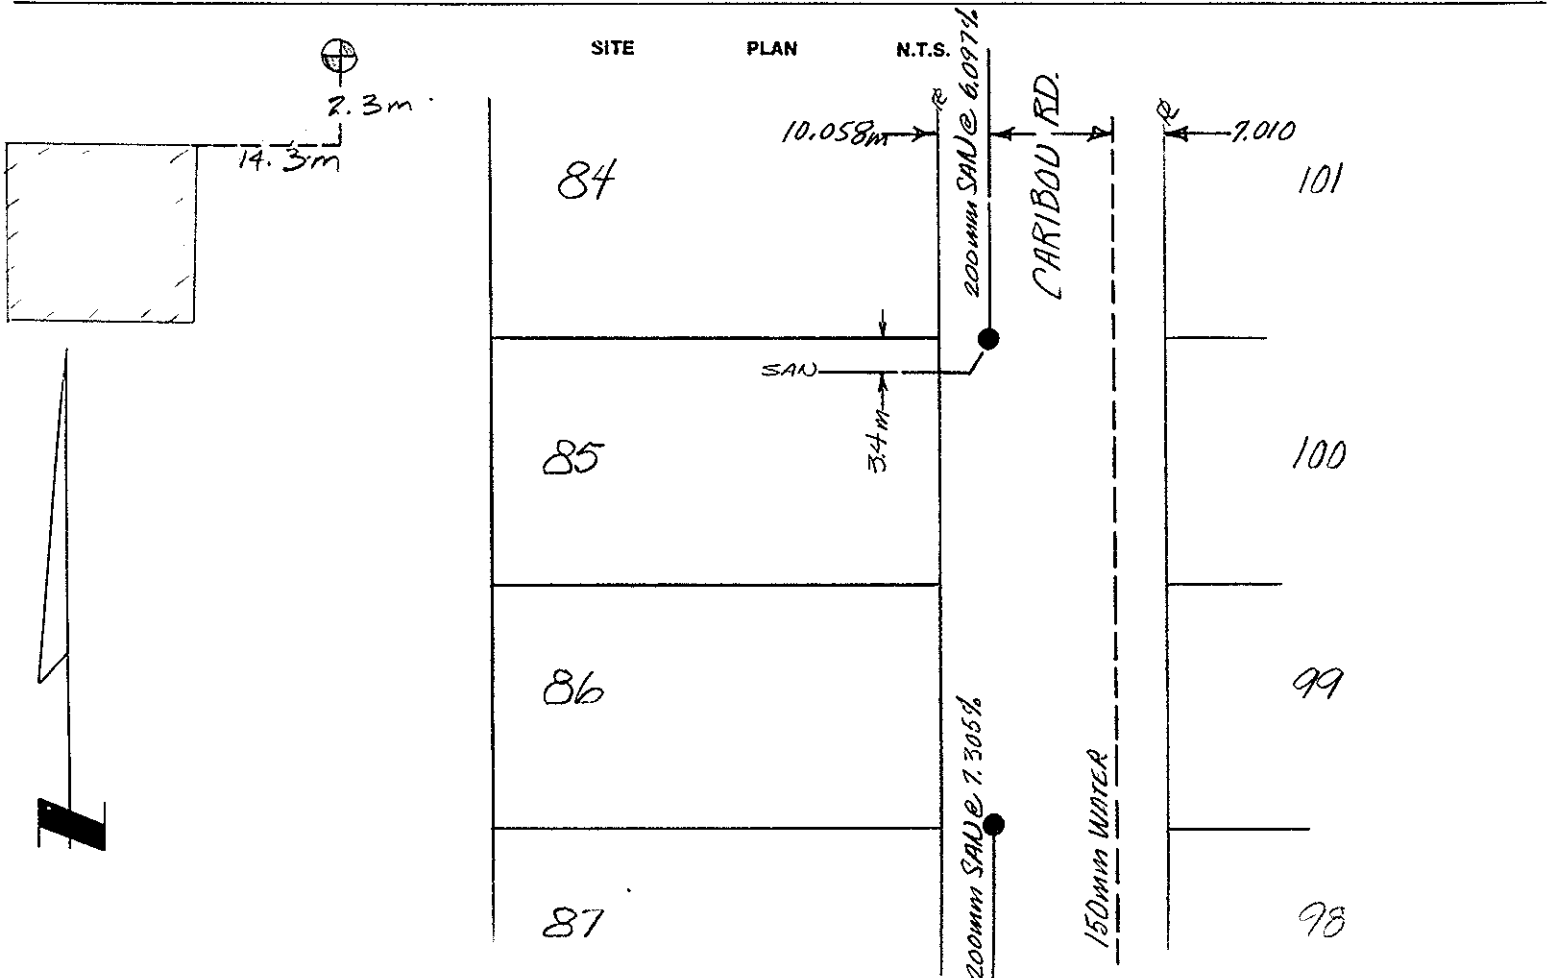 SITE PLAN N.T.S.
2.3m
14.3m
10.058m
200mm SAN @ 6.097%
CARIBOU RD.
7.010
84
101
SAN
3.4m
85
100
86
99
200mm SAN @ 7.305%
150mm WATER
87
98